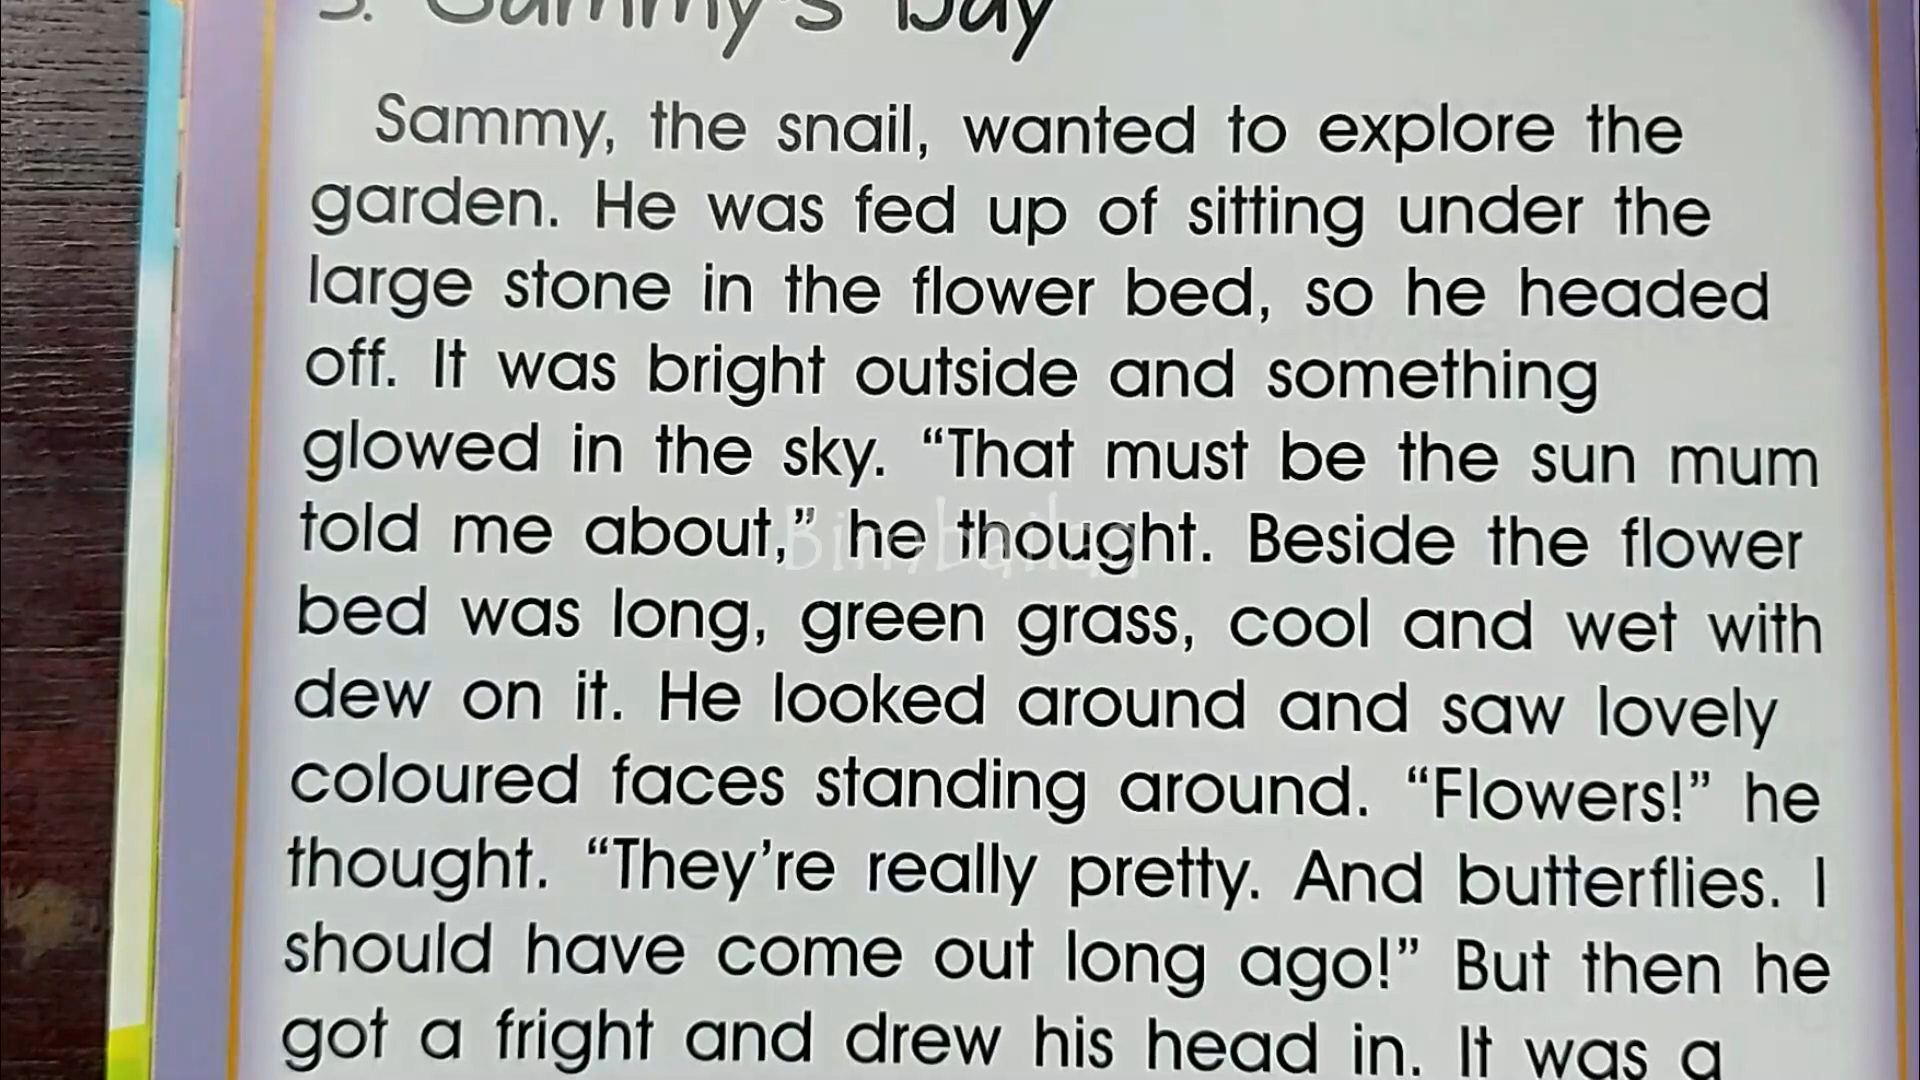 3. Sammy's Day
Sammy, the snail, wanted to explore the
garden. He was fed up of sitting under the
large stone in the flower bed, so he headed
off. It was bright outside and something
glowed in the sky. “That must be the sun mum
told me about,” he thought. Beside the flower
bed was long, green grass, cool and wet with
dew on it. He looked around and saw lovely
coloured faces standing around. “Flowers!” he
thought. “They’re really pretty. And butterflies. I
should have come out long ago!” But then he
got a fright and drew his head in. It was a